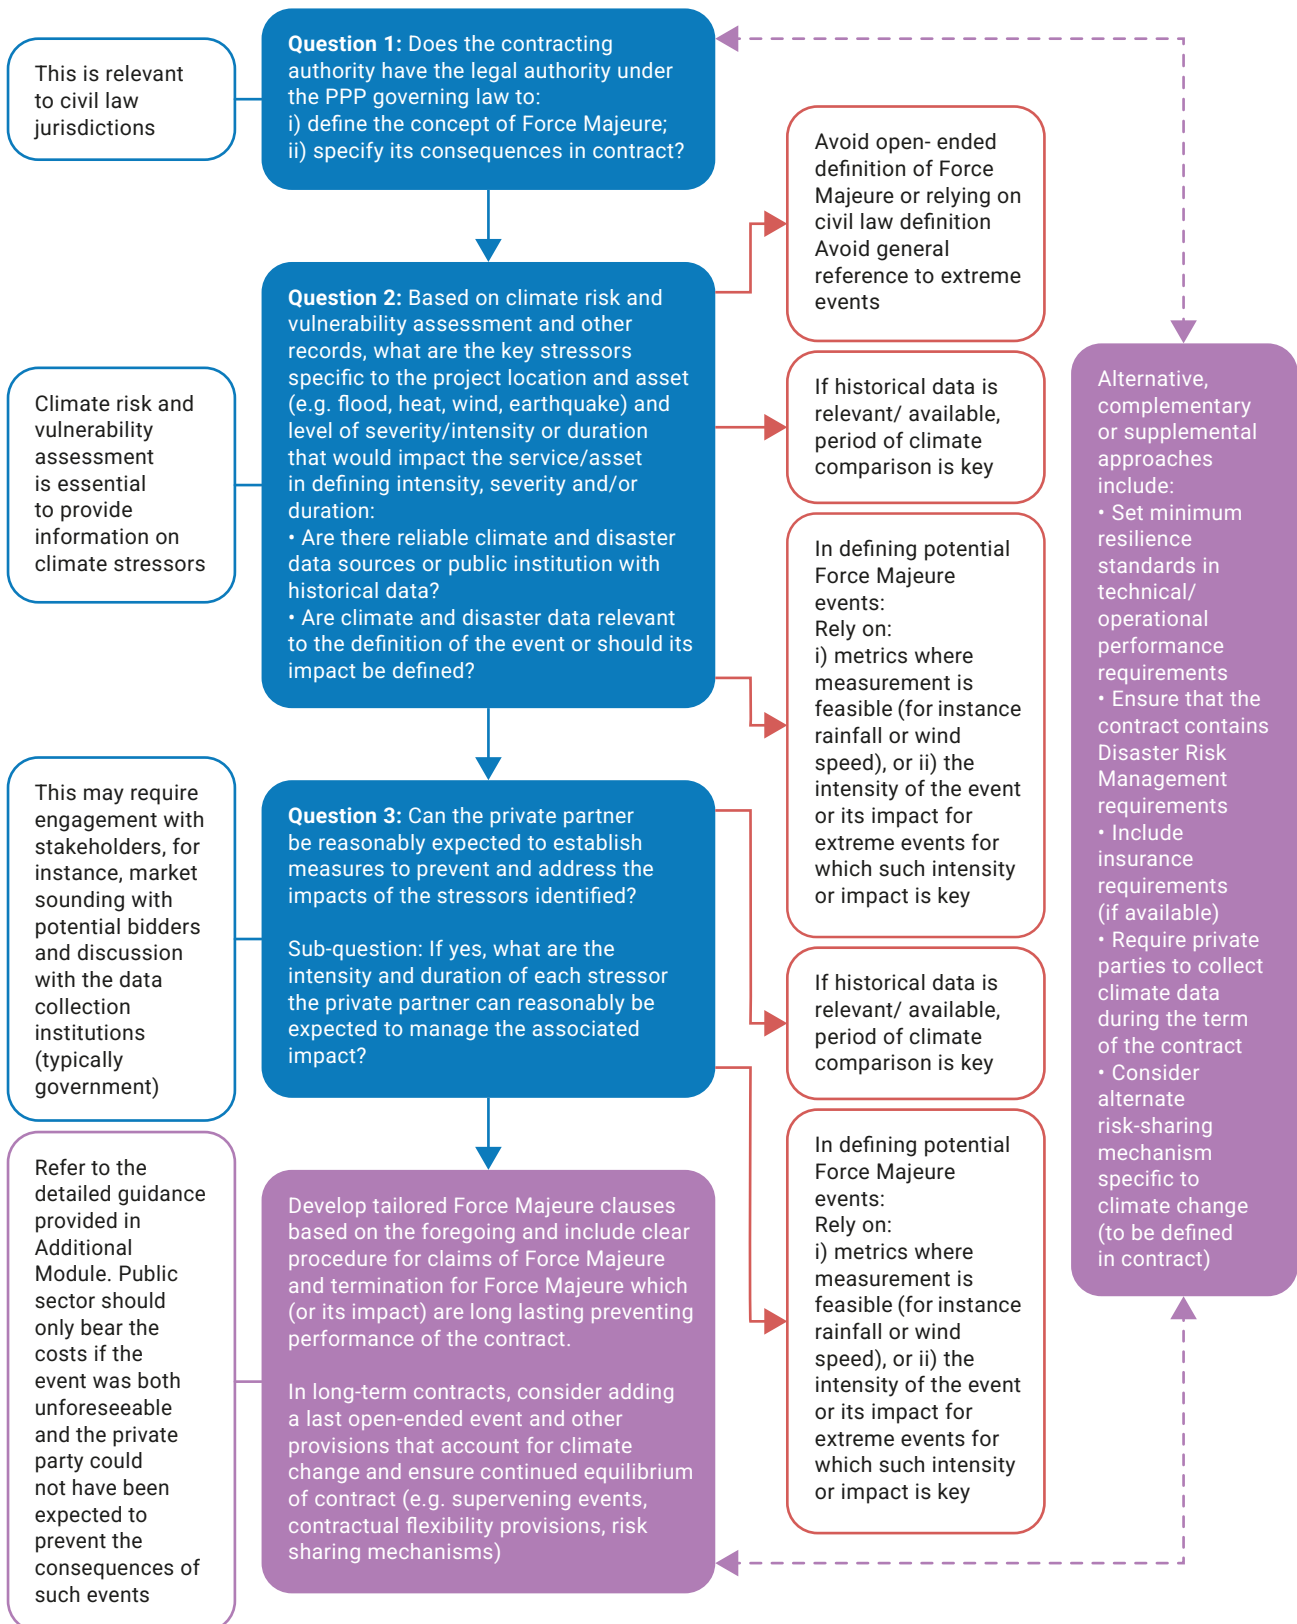 This is relevant
to civil law
jurisdictions
Question 1: Does the contracting
authority have the legal authority under
the PPP governing law to:
i) define the concept of Force Majeure;
ii) specify its consequences in contract?
Avoid open- ended
definition of Force
Majeure or relying on
civil law definition
Avoid general
reference to extreme
events
Climate risk and
vulnerability
assessment
is essential
to provide
information on
climate stressors
Question 2: Based on climate risk and
vulnerability assessment and other
records, what are the key stressors
specific to the project location and asset
(e.g. flood, heat, wind, earthquake) and
level of severity/intensity or duration
that would impact the service/asset
in defining intensity, severity and/or
duration:
• Are there reliable climate and disaster
data sources or public institution with
historical data?
• Are climate and disaster data relevant
to the definition of the event or should its
impact be defined?
If historical data is
relevant/ available,
period of climate
comparison is key
In defining potential
Force Majeure
events:
Rely on:
i) metrics where
measurement is
feasible (for instance
rainfall or wind
speed), or ii) the
intensity of the event
or its impact for
extreme events for
which such intensity
or impact is key
This may require
engagement with
stakeholders, for
instance, market
sounding with
potential bidders
and discussion
with the data
collection
institutions
(typically
government)
Question 3: Can the private partner
be reasonably expected to establish
measures to prevent and address the
impacts of the stressors identified?
Sub-question: If yes, what are the
intensity and duration of each stressor
the private partner can reasonably be
expected to manage the associated
impact?
If historical data is
relevant/ available,
period of climate
comparison is key
In defining potential
Force Majeure
events:
Rely on:
i) metrics where
measurement is
feasible (for instance
rainfall or wind
speed), or ii) the
intensity of the event
or its impact for
extreme events for
which such intensity
or impact is key
Refer to the
detailed guidance
provided in
Additional
Module. Public
sector should
only bear the
costs if the
event was both
unforeseeable
and the private
party could
not have been
expected to
prevent the
consequences of
such events
Develop tailored Force Majeure clauses
based on the foregoing and include clear
procedure for claims of Force Majeure
and termination for Force Majeure which
(or its impact) are long lasting preventing
performance of the contract.
In long-term contracts, consider adding
a last open-ended event and other
provisions that account for climate
change and ensure continued equilibrium
of contract (e.g. supervening events,
contractual flexibility provisions, risk
sharing mechanisms)
Alternative,
complementary
or supplemental
approaches
include:
• Set minimum
resilience
standards in
technical/
operational
performance
requirements
• Ensure that the
contract contains
Disaster Risk
Management
requirements
• Include
insurance
requirements
(if available)
• Require private
parties to collect
climate data
during the term
of the contract
• Consider
alternate
risk-sharing
mechanism
specific to
climate change
(to be defined
in contract)